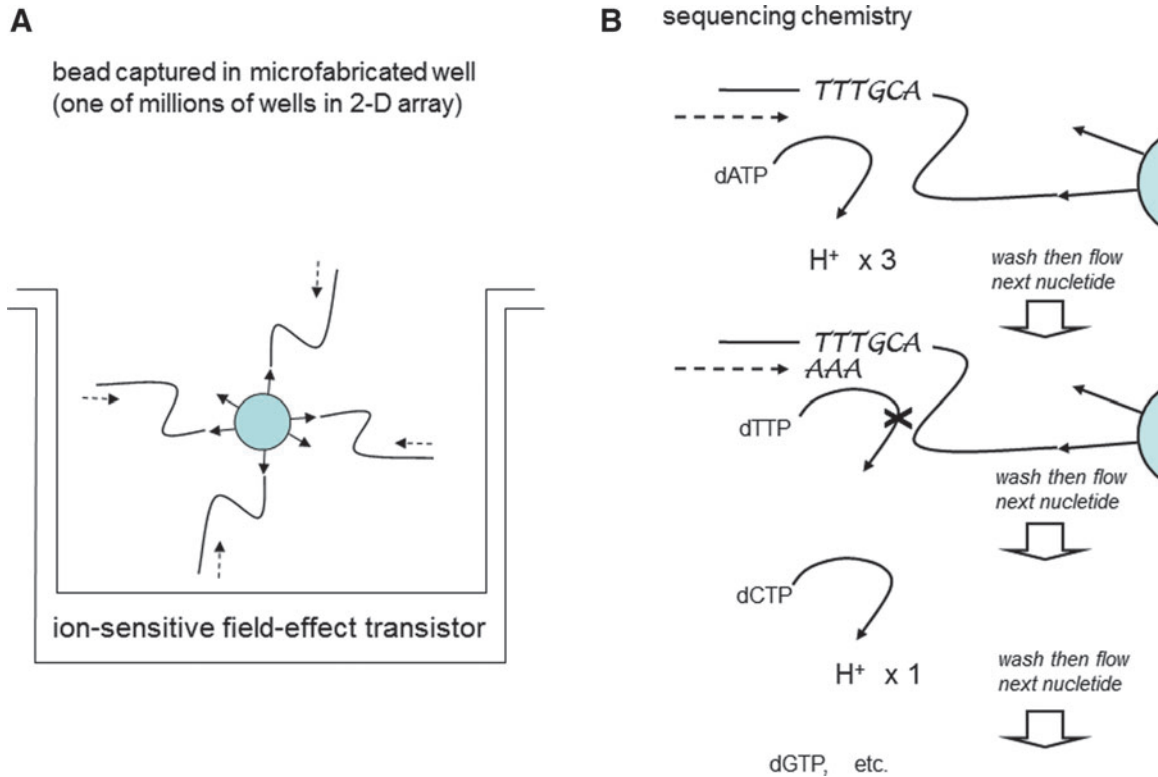 A
bead captured in microfabricated well
(one of millions of wells in 2-D array)
ion-sensitive field-effect transistor
B
sequencing chemistry
TTTGCA
dATP
H⁺ x 3
wash then flow
next nucletide
TTTGCA
AAA
dTTP
wash then flow
next nucletide
dCTP
H⁺ x 1
wash then flow
next nucletide
dGTP, etc.